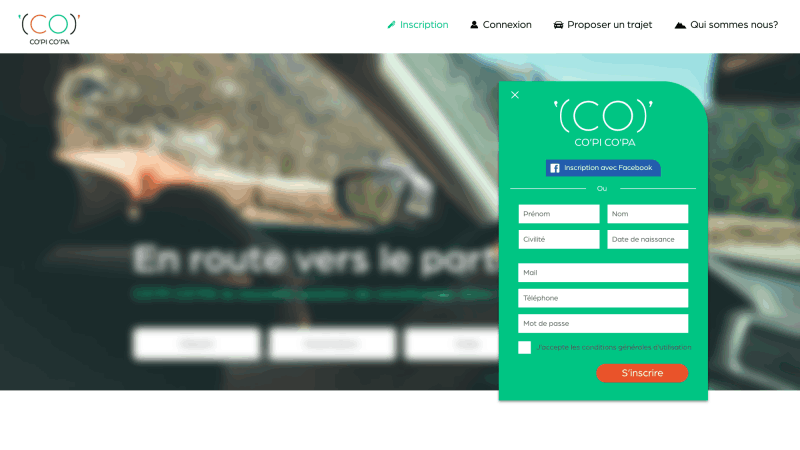 '(CO)'
CO'PI CO'PA
Inscription
Connexion
Proposer un trajet
Qui sommes nous?
'(CO)'
CO'PI CO'PA
Inscription avec Facebook
Ou
Prénom
Nom
Civilité
Date de naissance
Mail
Téléphone
Mot de passe
J'accepte les conditions générales d'utilisation
S'inscrire
En route vers le part